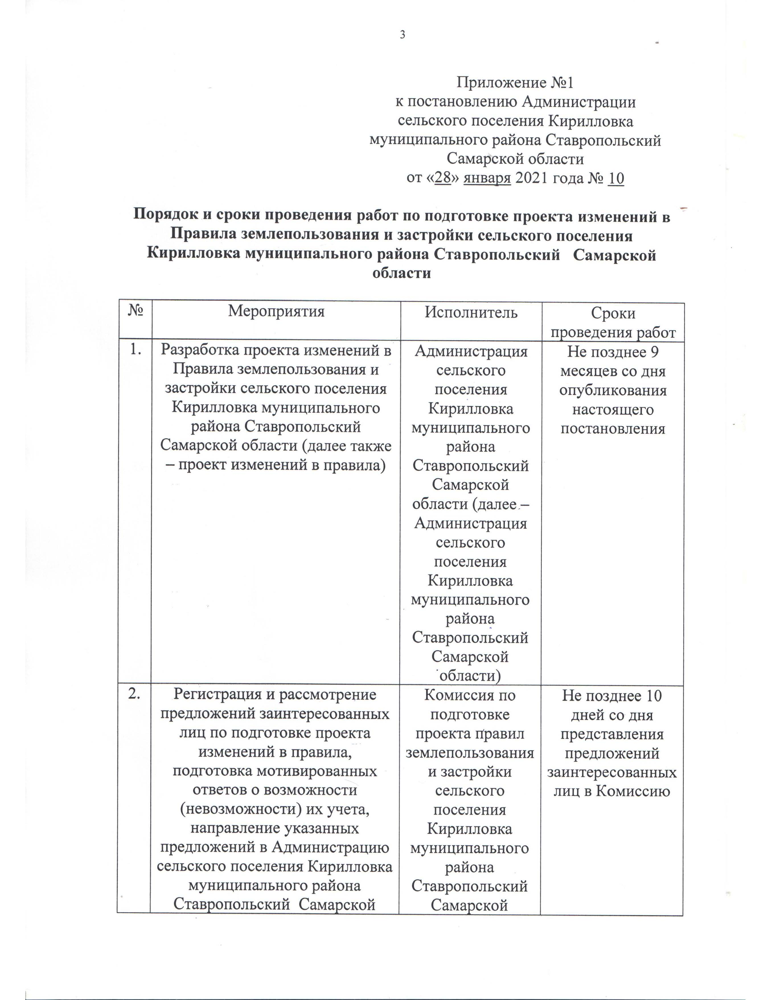 3
Приложение №1
к постановлению Администрации
сельского поселения Кирилловка
муниципального района Ставропольский
Самарской области
от «28» января 2021 года № 10
Порядок и сроки проведения работ по подготовке проекта изменений в
Правила землепользования и застройки сельского поселения
Кирилловка муниципального района Ставропольский Самарской
области
№
Мероприятия
Исполнитель
Сроки
проведения работ
1.
Разработка проекта изменений в
Правила землепользования и
застройки сельского поселения
Кирилловка муниципального
района Ставропольский
Самарской области (далее также
– проект изменений в правила)
Администрация
сельского
поселения
Кирилловка
муниципального
района
Ставропольский
Самарской
области (далее –
Администрация
сельского
поселения
Кирилловка
муниципального
района
Ставропольский
Самарской
области)
Не позднее 9
месяцев со дня
опубликования
настоящего
постановления
2.
Регистрация и рассмотрение
предложений заинтересованных
лиц по подготовке проекта
изменений в правила,
подготовка мотивированных
ответов о возможности
(невозможности) их учета,
направление указанных
предложений в Администрацию
сельского поселения Кирилловка
муниципального района
Ставропольский Самарской
Комиссия по
подготовке
проекта правил
землепользования
и застройки
сельского
поселения
Кирилловка
муниципального
района
Ставропольский
Самарской
Не позднее 10
дней со дня
представления
предложений
заинтересованных
лиц в Комиссию